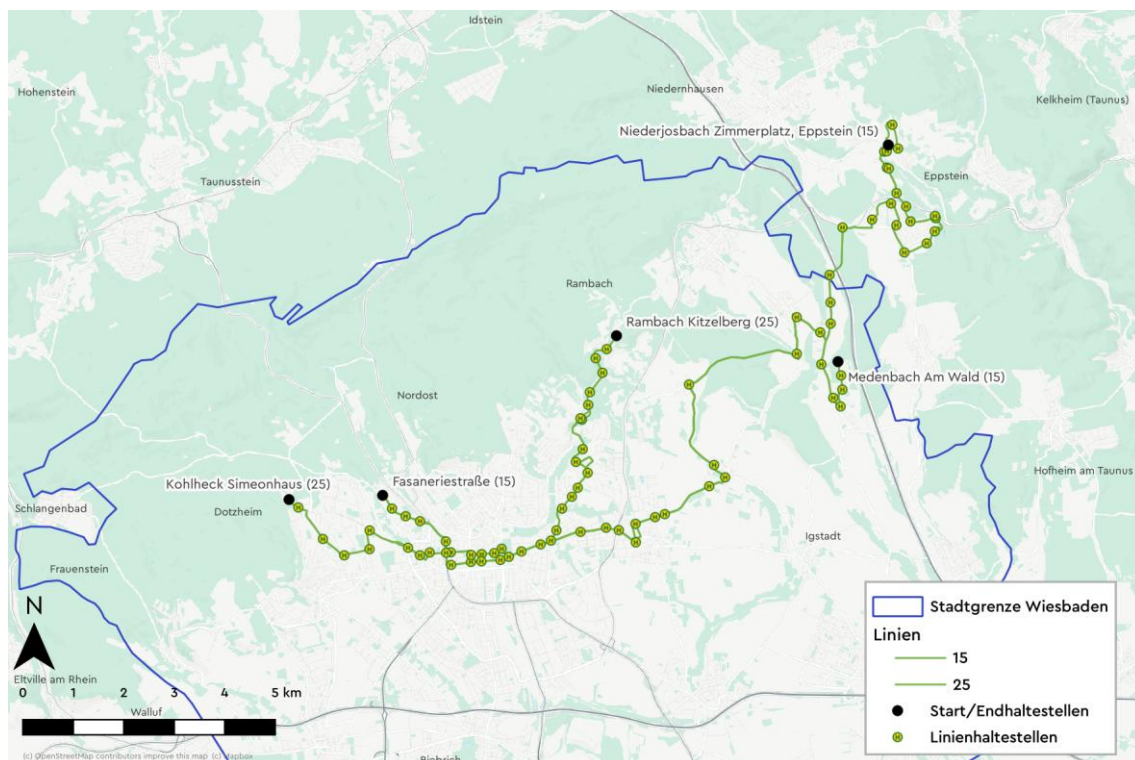 Idstein
Hohenstein
Niedernhausen
Kelkheim (Taunus)
Niederjosbach Zimmerplatz, Eppstein (15)
Taunusstein
Eppstein
Rambach
Rambach Kitzelberg (25)
Medenbach Am Wald (15)
Nordost
Hofheim am Taunus
Kohlheck Simeonhaus (25)
Fasaneriestraße (15)
Schlangenbad
Dotzheim
Igstadt
Frauenstein
N
Stadtgrenze Wiesbaden
Linien
15
25
Start/Endhaltestellen
Linienhaltestellen
Eltville am Rhein
0 1 2 3 4 5 km
Walluf
(c) OpenStreetMap contributors improve this map (c) Mapbox
Biebrich